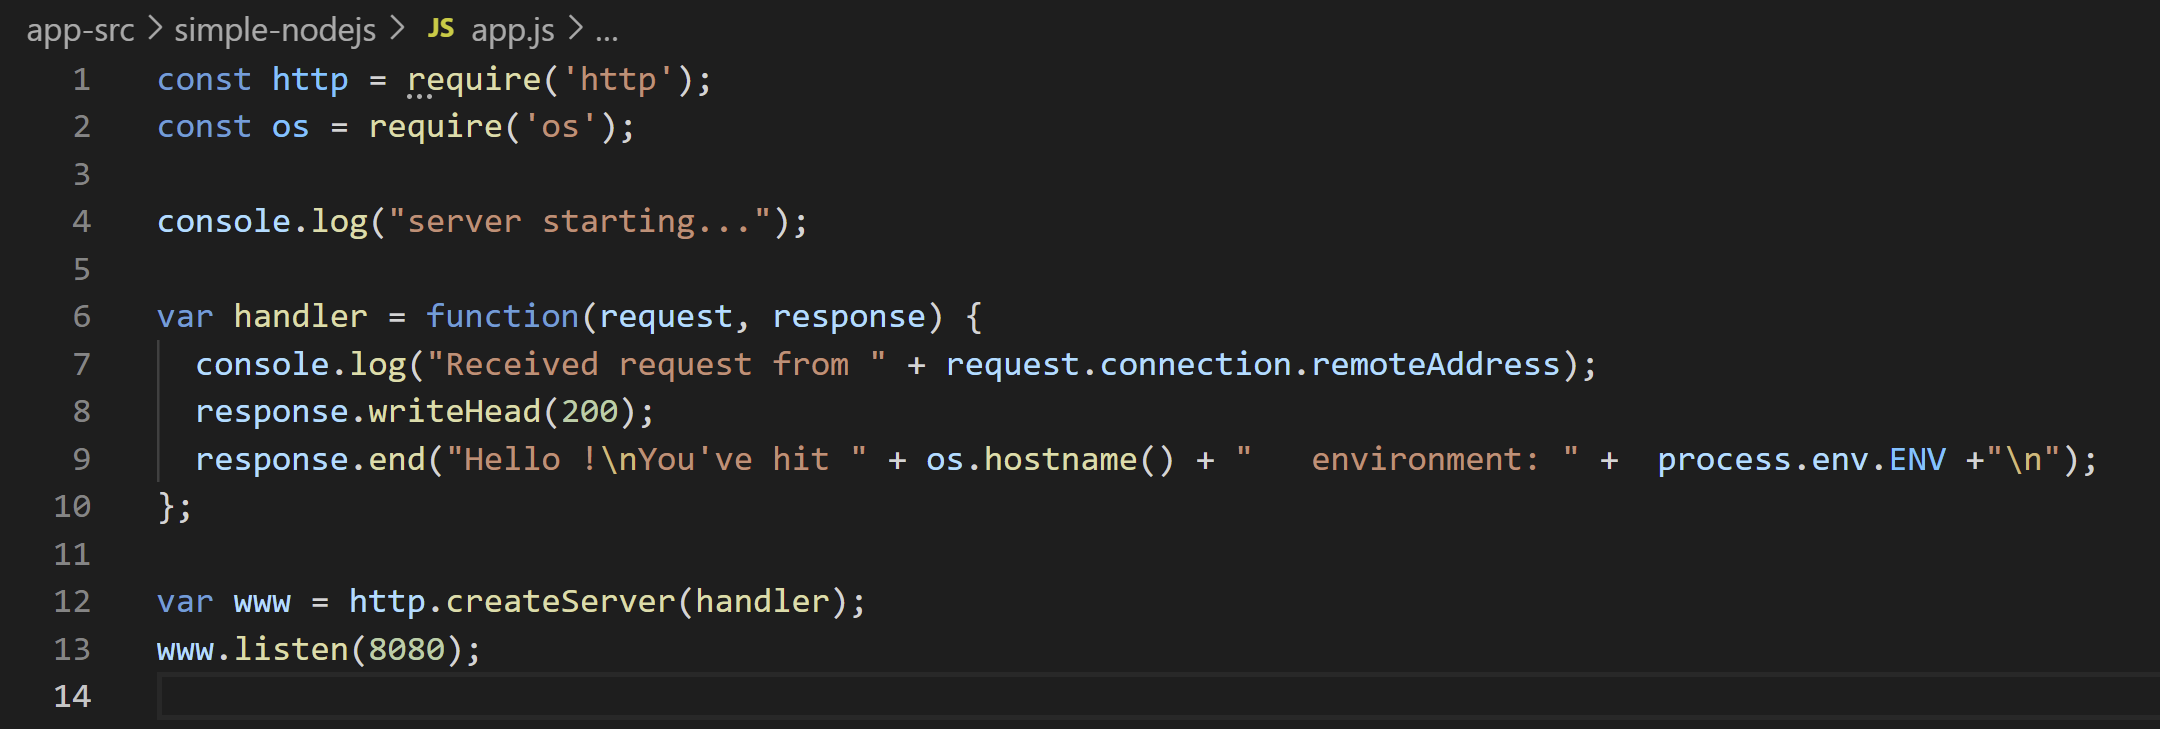 app-src > simple-nodejs > JS app.js > ...
1 const http = require('http');
2 const os = require('os');
3
4 console.log("server starting...");
5
6 var handler = function(request, response) {
7   console.log("Received request from " + request.connection.remoteAddress);
8   response.writeHead(200);
9   response.end("Hello !\nYou've hit " + os.hostname() + "   environment: " +  process.env.ENV +"\n");
10 };
11
12 var www = http.createServer(handler);
13 www.listen(8080);
14